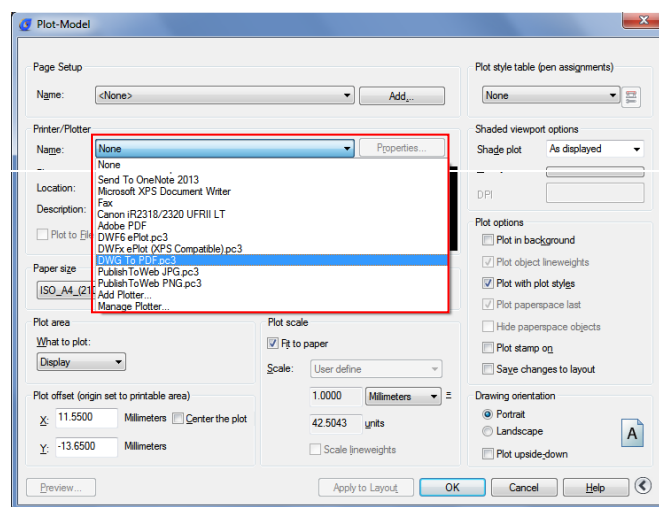 Plot-Model
Page Setup
Name: <None> Add...
Plot style table (pen assignments)
None
Printer/Plotter
Name: None Properties...
None
Send To OneNote 2013
Microsoft XPS Document Writer
Fax
Canon iR2318/2320 UFRII LT
Adobe PDF
DWF6 ePlot.pc3
DWFx ePlot (XPS Compatible).pc3
DWG To PDF.pc3
PublishToWeb JPG.pc3
PublishToWeb PNG.pc3
Add Plotter...
Manage Plotter...
Location:
Description:
Plot to File
Shaded viewport options
Shade plot As displayed
DPI
Paper size
ISO_A4_(210
Plot options
Plot in background
Plot object lineweights
Plot with plot styles
Plot paperspace last
Hide paperspace objects
Plot stamp on
Save changes to layout
Plot area
What to plot:
Display
Plot scale
Fit to paper
Scale: User define
1.0000 Millimeters =
42.5043 units
Scale lineweights
Plot offset (origin set to printable area)
X: 11.5500 Millimeters Center the plot
Y: -13.6500 Millimeters
Drawing orientation
Portrait
Landscape
Plot upside-down
A
Preview... Apply to Layout OK Cancel Help